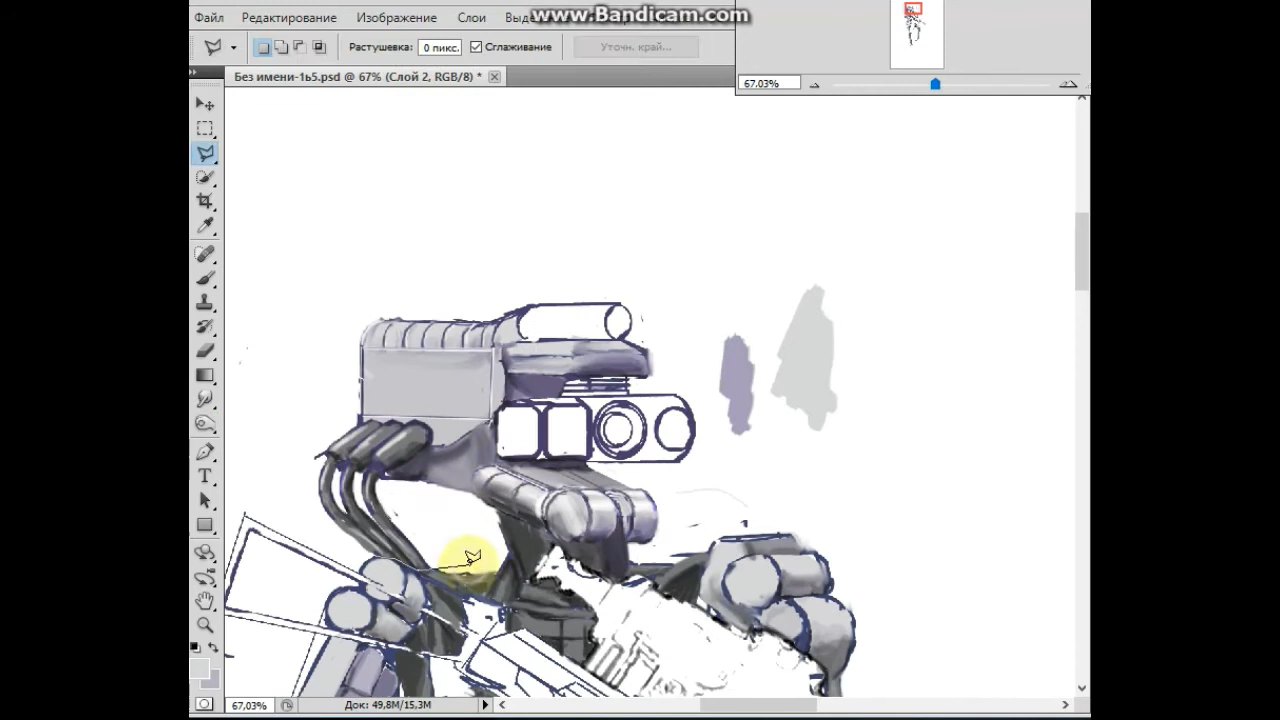 www.Bandicam.com
Файл Редактирование Изображение Слои
Растушевка: 0 пикс. Сглаживание Уточн. край...
Без имени-1ь5.psd @ 67% (Слой 2, RGB/8) *
67.03%
67,03% Док: 49,8M/15,3M